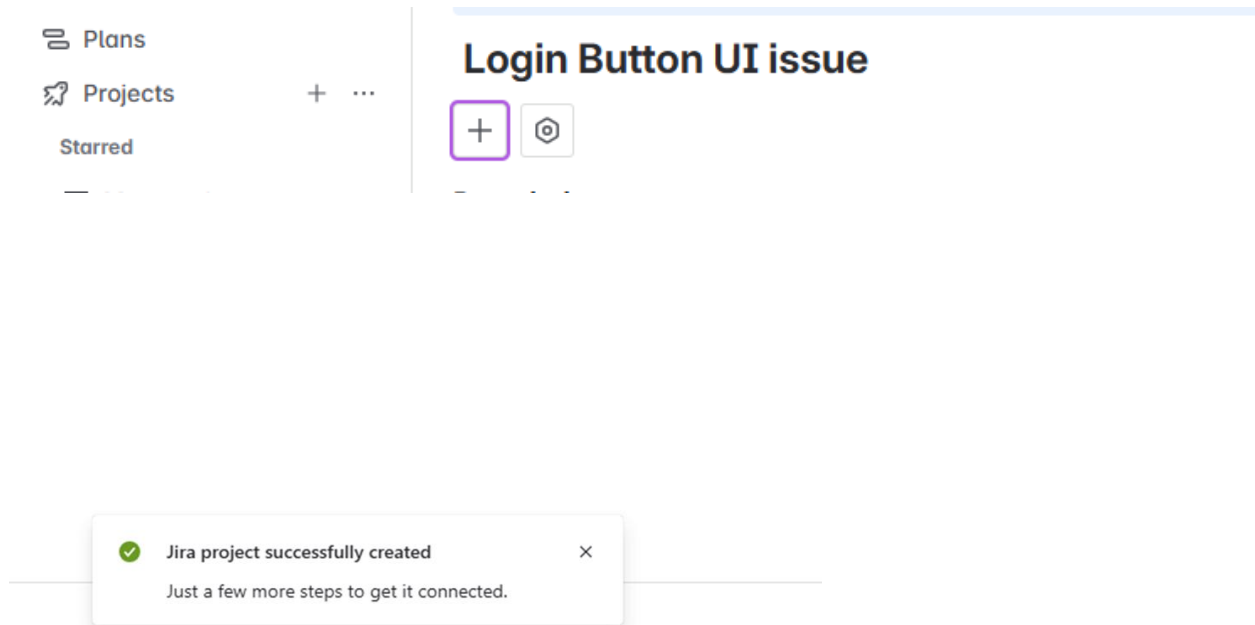 Plans
Login Button UI issue
Projects
Starred
Jira project successfully created
Just a few more steps to get it connected.